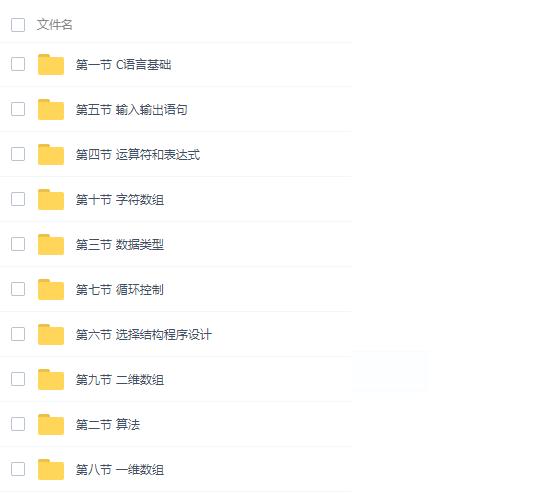 文件名
第一节 C语言基础
第五节 输入输出语句
第四节 运算符和表达式
第十节 字符数组
第三节 数据类型
第七节 循环控制
第六节 选择结构程序设计
第九节 二维数组
第二节 算法
第八节 一维数组